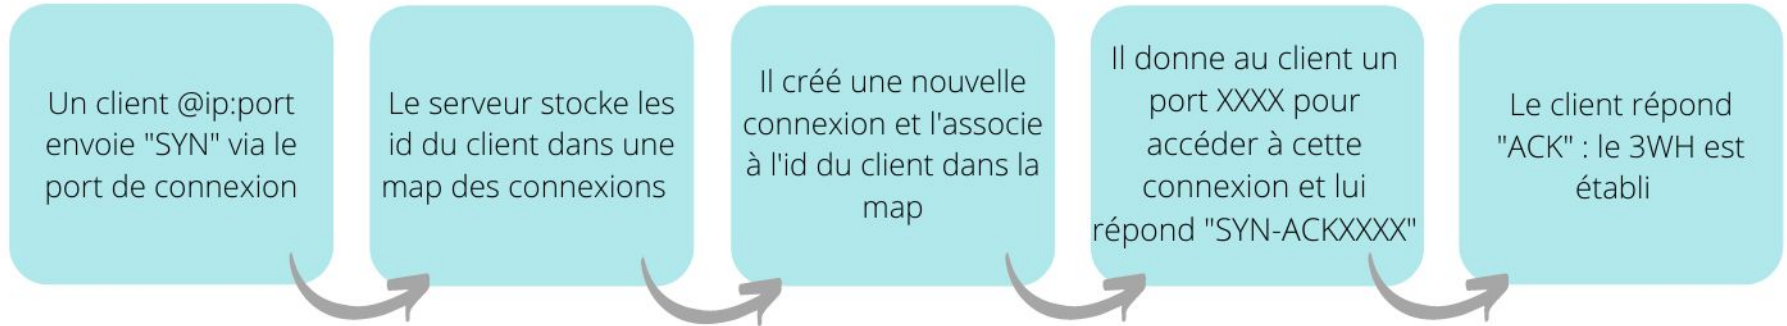 Un client @ip:port
envoie "SYN" via le
port de connexion
Le serveur stocke les
id du client dans une
map des connexions
Il créé une nouvelle
connexion et l'associe
à l'id du client dans la
map
Il donne au client un
port XXXX pour
accéder à cette
connexion et lui
répond "SYN-ACKXXXX"
Le client répond
"ACK" : le 3WH est
établi